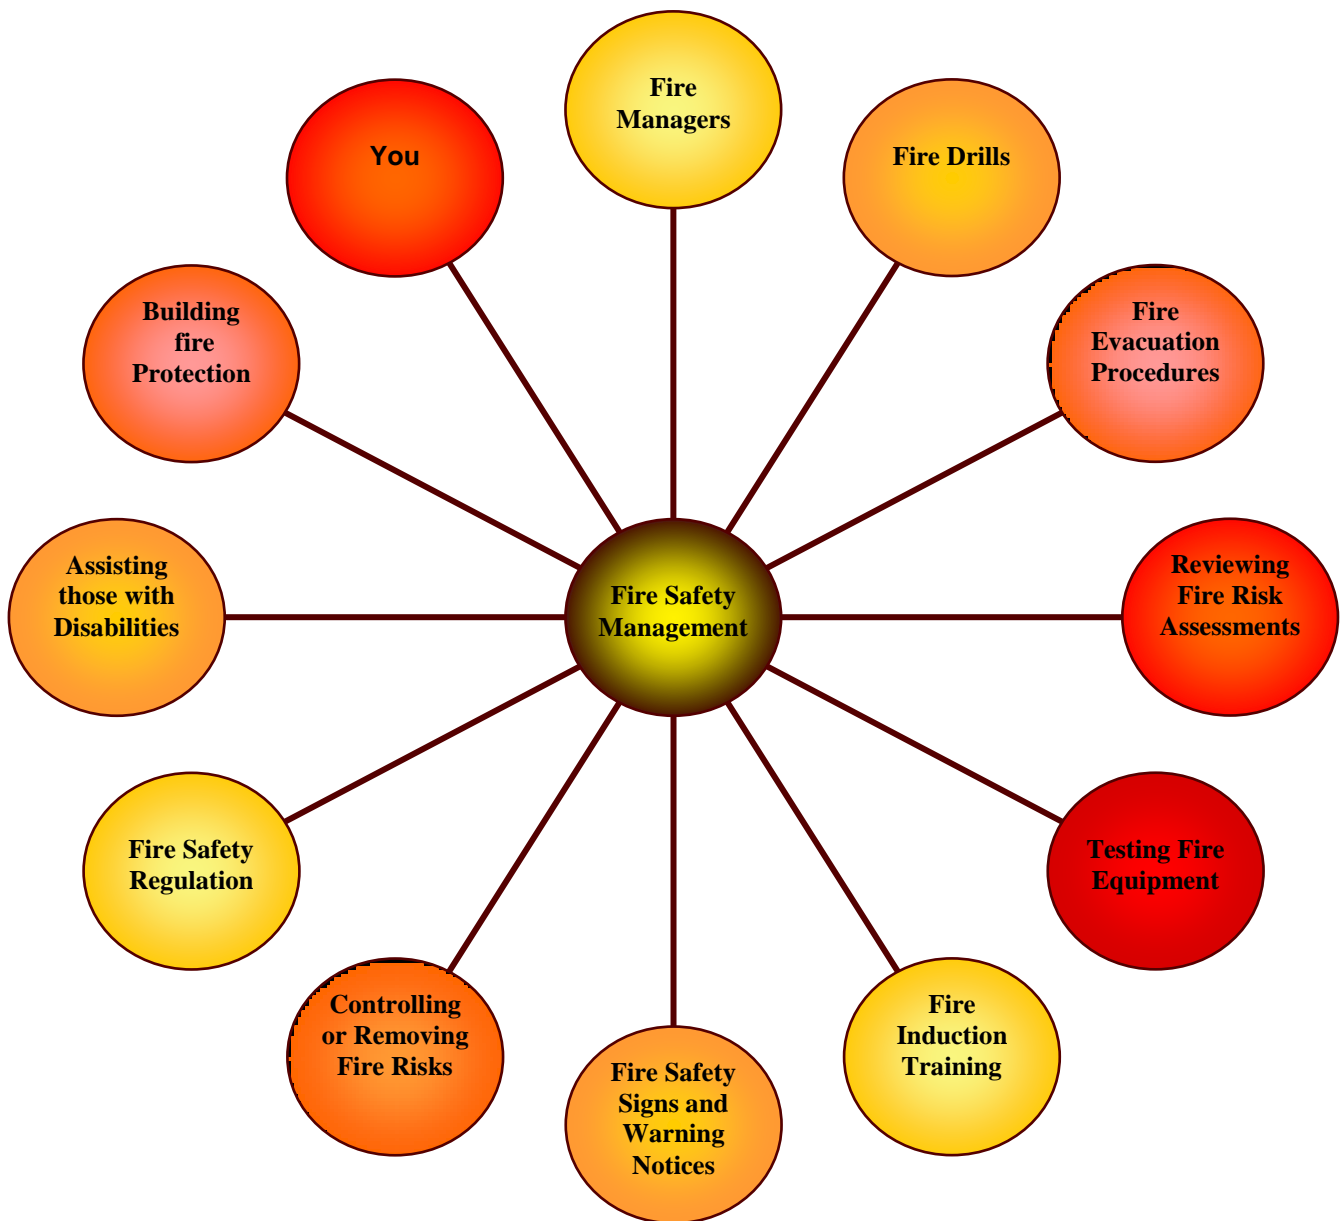 Fire
Managers
You
Fire Drills
Building
fire
Protection
Fire
Evacuation
Procedures
Assisting
those with
Disabilities
Fire Safety
Management
Reviewing
Fire Risk
Assessments
Fire Safety
Regulation
Testing Fire
Equipment
Controlling
or Removing
Fire Risks
Fire
Induction
Training
Fire Safety
Signs and
Warning
Notices